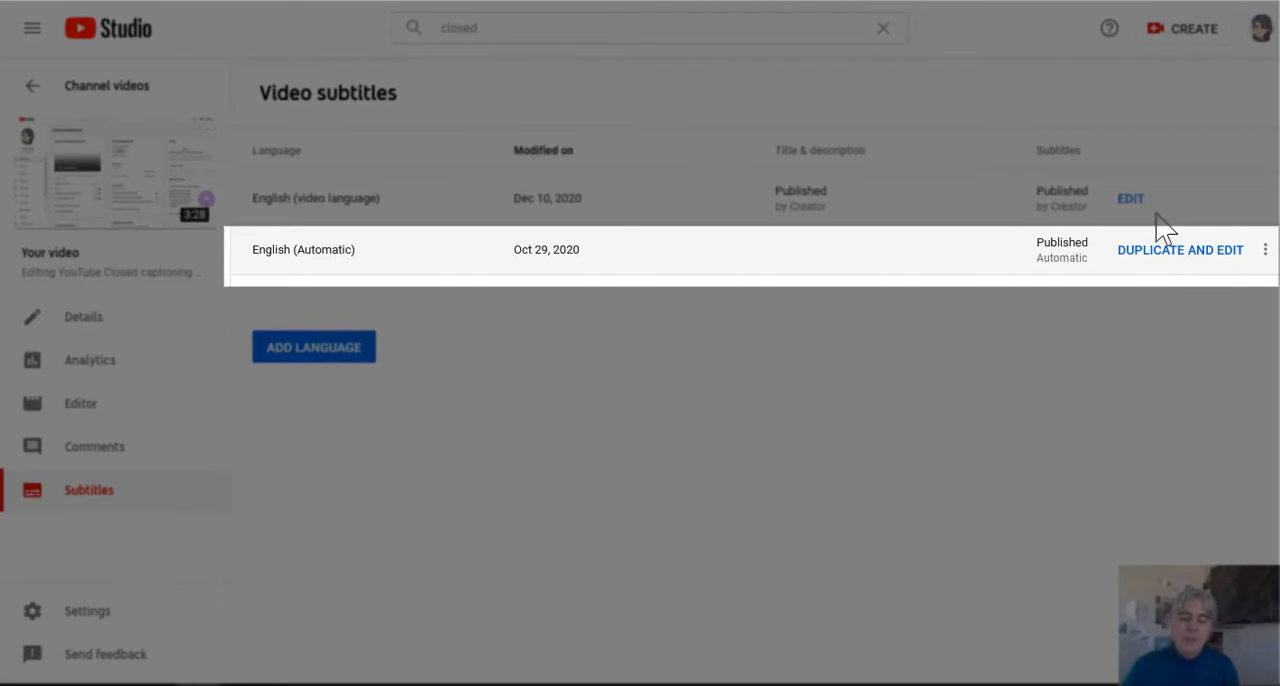 Studio
closed
CREATE
Channel videos
Video subtitles
Language
Modified on
Title & description
Subtitles
English (video language)
Dec 10, 2020
Published
by Creator
Published
by Creator
EDIT
3:28
Your video
Editing YouTube Closed captioning ...
English (Automatic)
Oct 29, 2020
Published
Automatic
DUPLICATE AND EDIT
Details
ADD LANGUAGE
Analytics
Editor
Comments
Subtitles
Settings
Send feedback